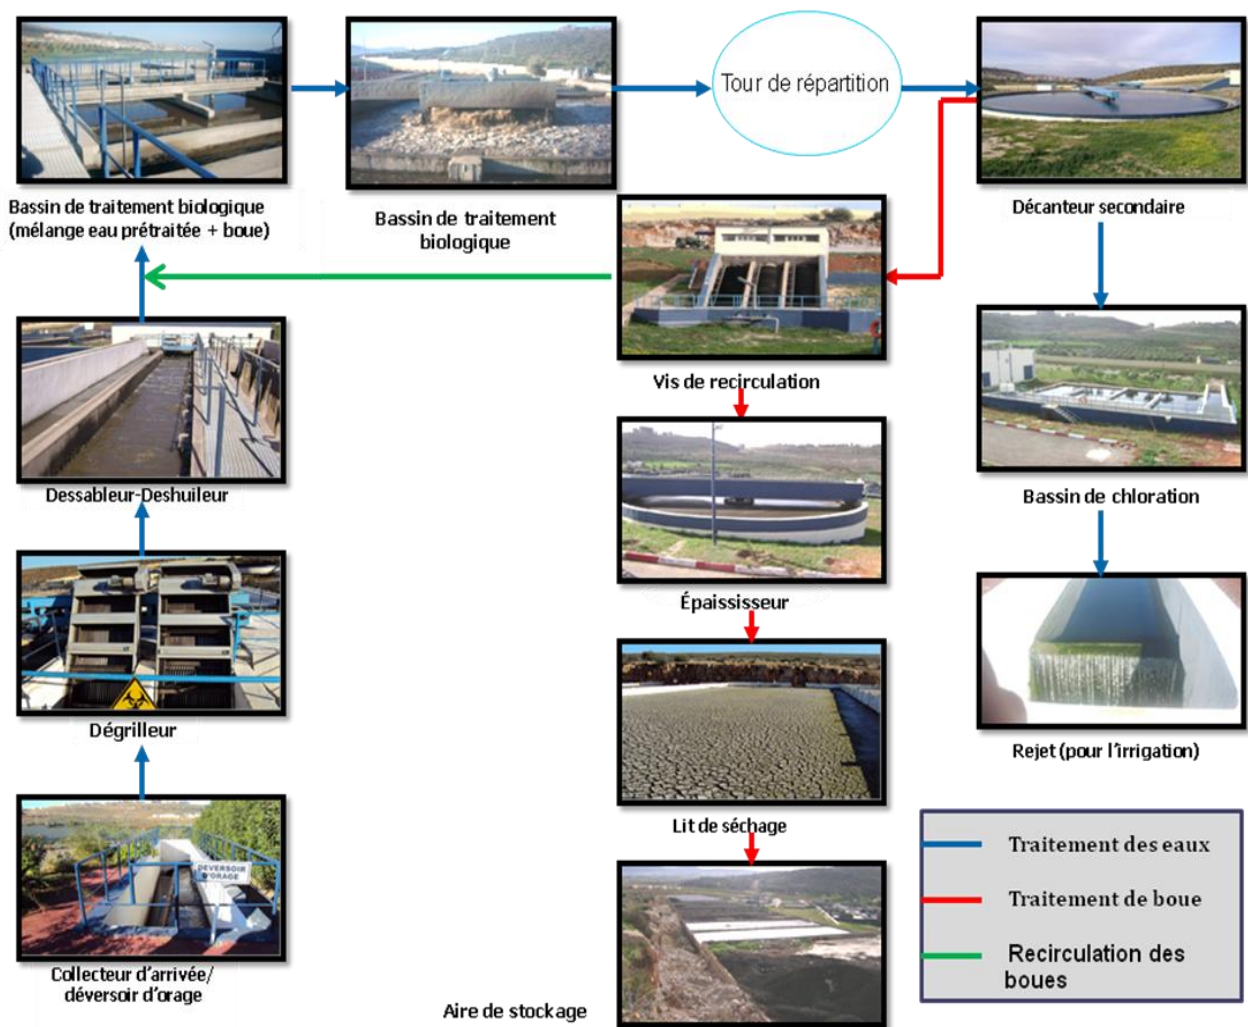 Tour de répartition
Bassin de traitement biologique
(mélange eau prétraitée + boue)
Bassin de traitement
biologique
Décanteur secondaire
Vis de recirculation
Dessableur-Deshuileur
Bassin de chloration
Épaississeur
Dégrilleur
Rejet (pour l'irrigation)
Lit de séchage
DEVERSOIR
D'ORAGE
Collecteur d'arrivée/
déversoir d'orage
Aire de stockage
Traitement des eaux
Traitement de boue
Recirculation des
boues